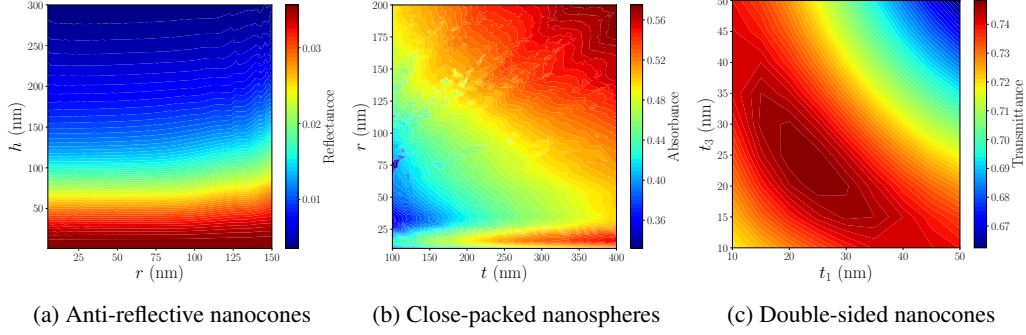 300
250
200
150
100
50
h (nm)
25 50 75 100 125 150
r (nm)
0.03
0.02
0.01
Reflectancce
200
175
150
125
100
75
50
25
r (nm)
100 150 200 250 300 350 400
t (nm)
0.56
0.52
0.48
0.44
0.40
0.36
Absorbance
50
45
40
35
30
25
20
15
10
t₃ (nm)
10 20 30 40 50
t₁ (nm)
0.74
0.73
0.72
0.71
0.70
0.69
0.68
0.67
Transmittance
(a) Anti-reflective nanocones
(b) Close-packed nanospheres
(c) Double-sided nanocones